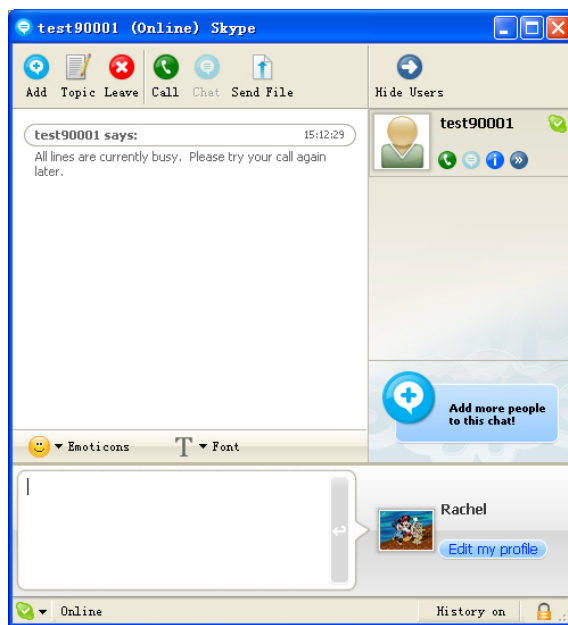 test90001 (Online) Skype
Add Topic Leave Call Chat Send File Hide Users
test90001 says: 15:12:29
All lines are currently busy. Please try your call again
later.
test90001
Add more people
to this chat!
Emoticons Font
Rachel
Edit my profile
Online History on